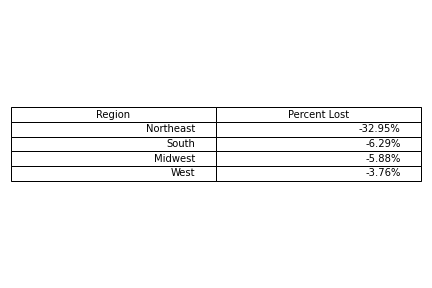 Region Percent Lost
Northeast -32.95%
South -6.29%
Midwest -5.88%
West -3.76%